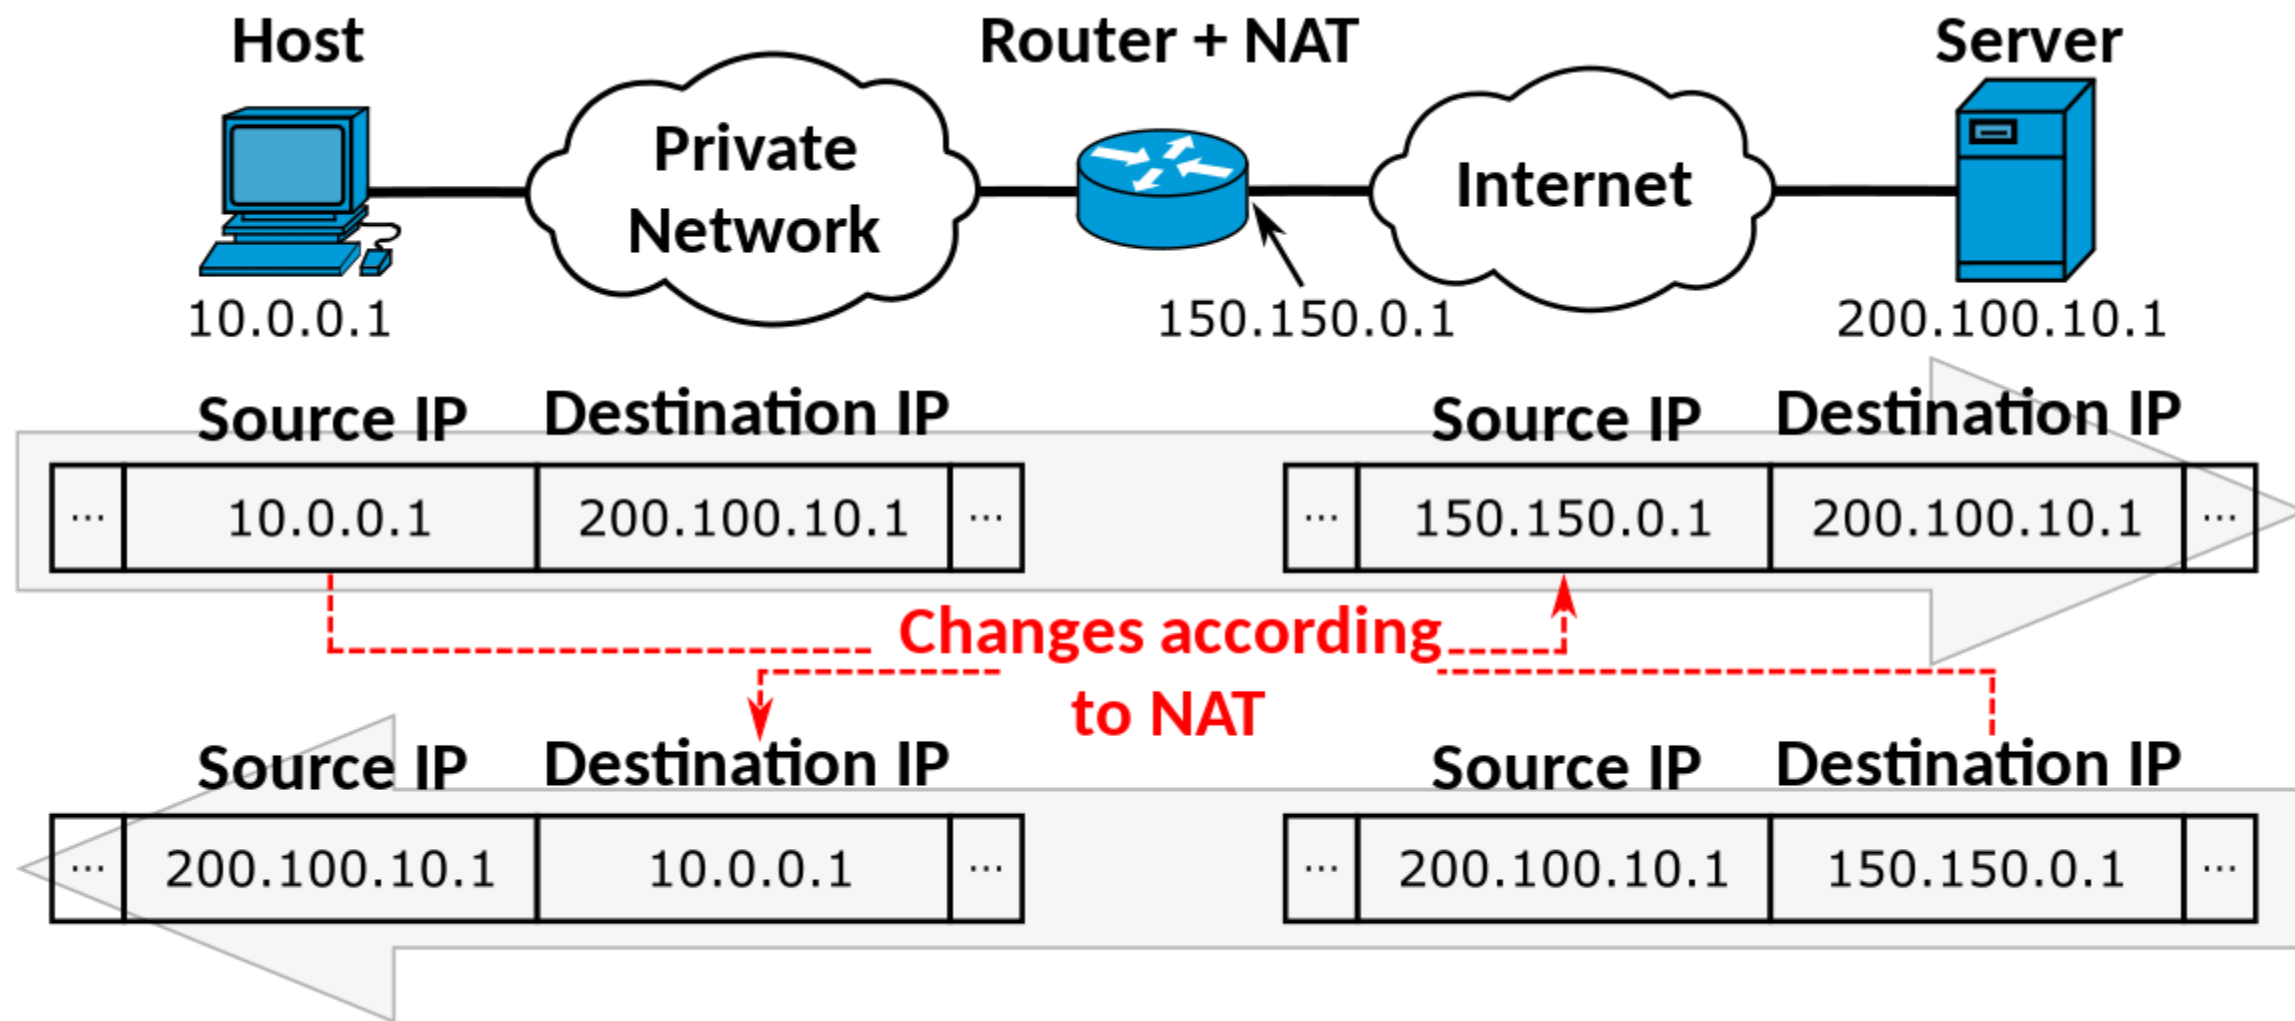 Host
Router + NAT
Server
Private
Network
Internet
10.0.0.1
150.150.0.1
200.100.10.1
Source IP Destination IP
Source IP Destination IP
... 10.0.0.1 200.100.10.1 ...
... 150.150.0.1 200.100.10.1 ...
Changes according
to NAT
Source IP Destination IP
Source IP Destination IP
... 200.100.10.1 10.0.0.1 ...
... 200.100.10.1 150.150.0.1 ...